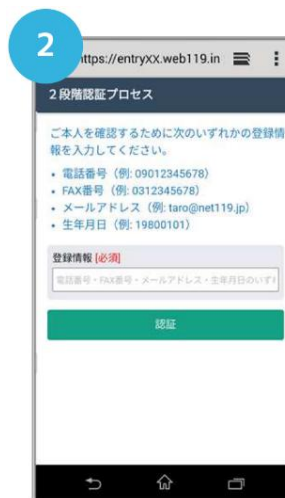 2
ttps://entryXX.web119.in
2段階認証プロセス
ご本人を確認するために次のいずれかの登録情
報を入力してください。
• 電話番号（例: 09012345678）
• FAX番号（例: 0312345678）
• メールアドレス（例: taro@net119.jp）
• 生年月日（例: 19800101）
登録情報 [必須]
電話番号・FAX番号・メールアドレス・生年月日のいずれ
認証